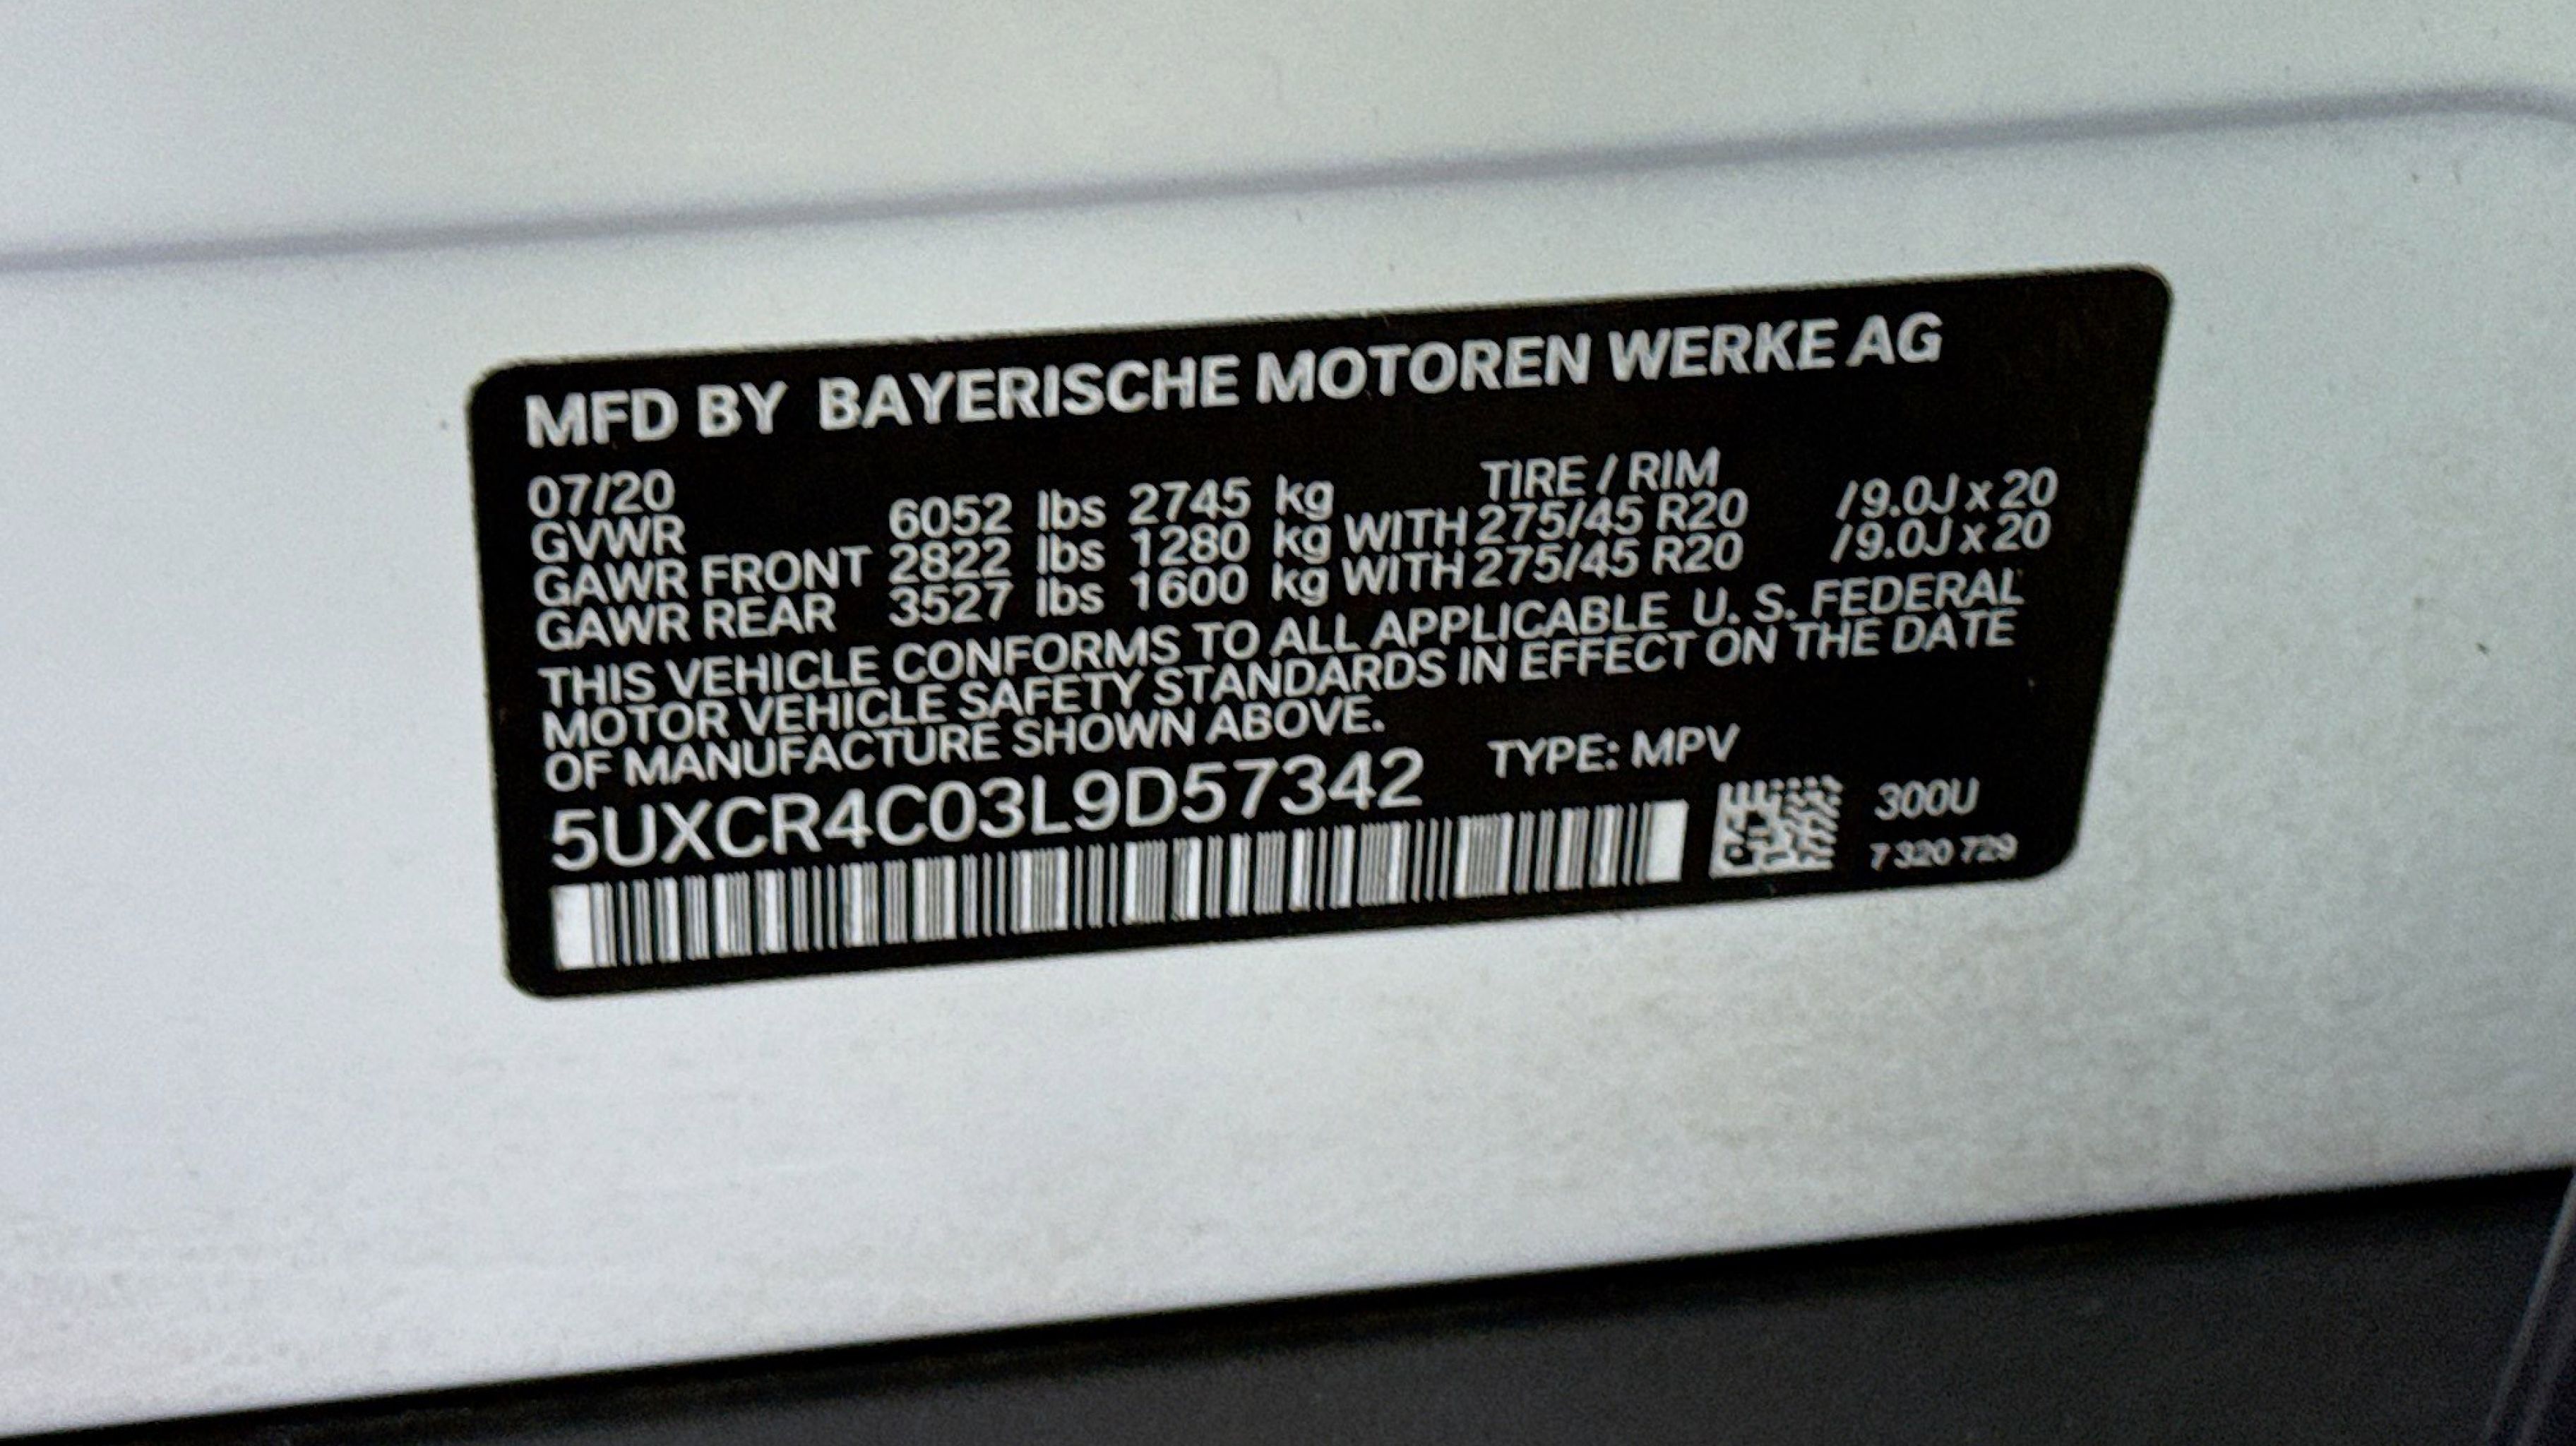 MFD BY BAYERISCHE MOTOREN WERKE AG
07/20 TIRE / RIM
GVWR 6052 lbs 2745 kg
GAWR FRONT 2822 lbs 1280 kg WITH 275/45 R20 /9.0J x 20
GAWR REAR 3527 lbs 1600 kg WITH 275/45 R20 /9.0J x 20
THIS VEHICLE CONFORMS TO ALL APPLICABLE U. S. FEDERAL
MOTOR VEHICLE SAFETY STANDARDS IN EFFECT ON THE DATE
OF MANUFACTURE SHOWN ABOVE.
5UXCR4C03L9D57342 TYPE: MPV
300U
7 320 729